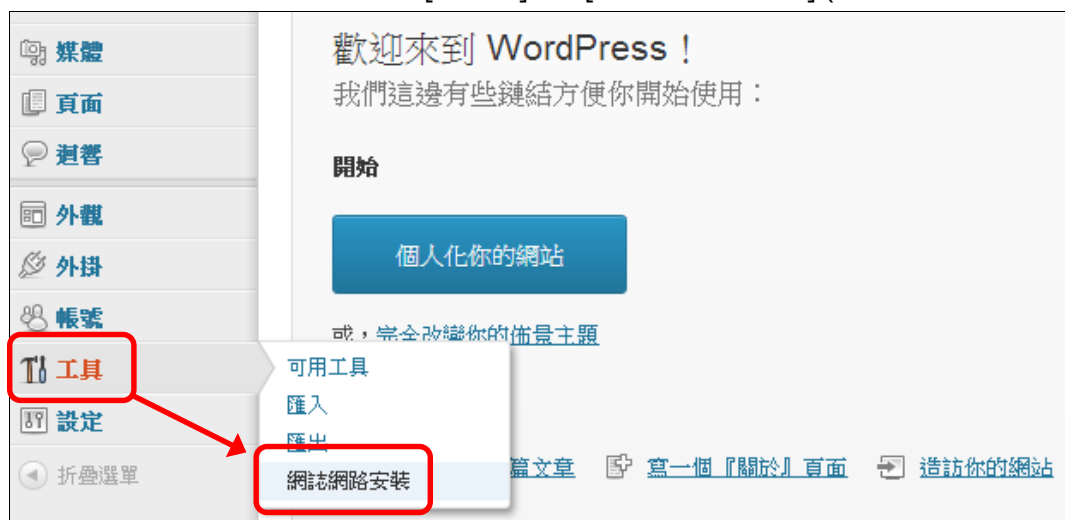 媒體
頁面
迴響
外觀
外掛
帳號
工具
設定
折疊選單
歡迎來到 WordPress！
我們這邊有些鏈結方便你開始使用：
開始
個人化你的網站
或，完全改變你的佈景主題
可用工具
匯入
匯出
網誌網路安裝
篇文章
寫一個『關於』頁面
造訪你的網站